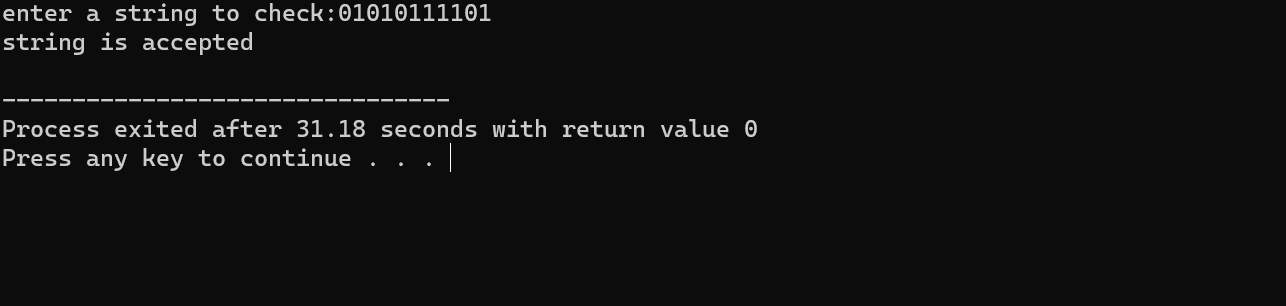 enter a string to check:01010111101
string is accepted
--------------------------------
Process exited after 31.18 seconds with return value 0
Press any key to continue . . .